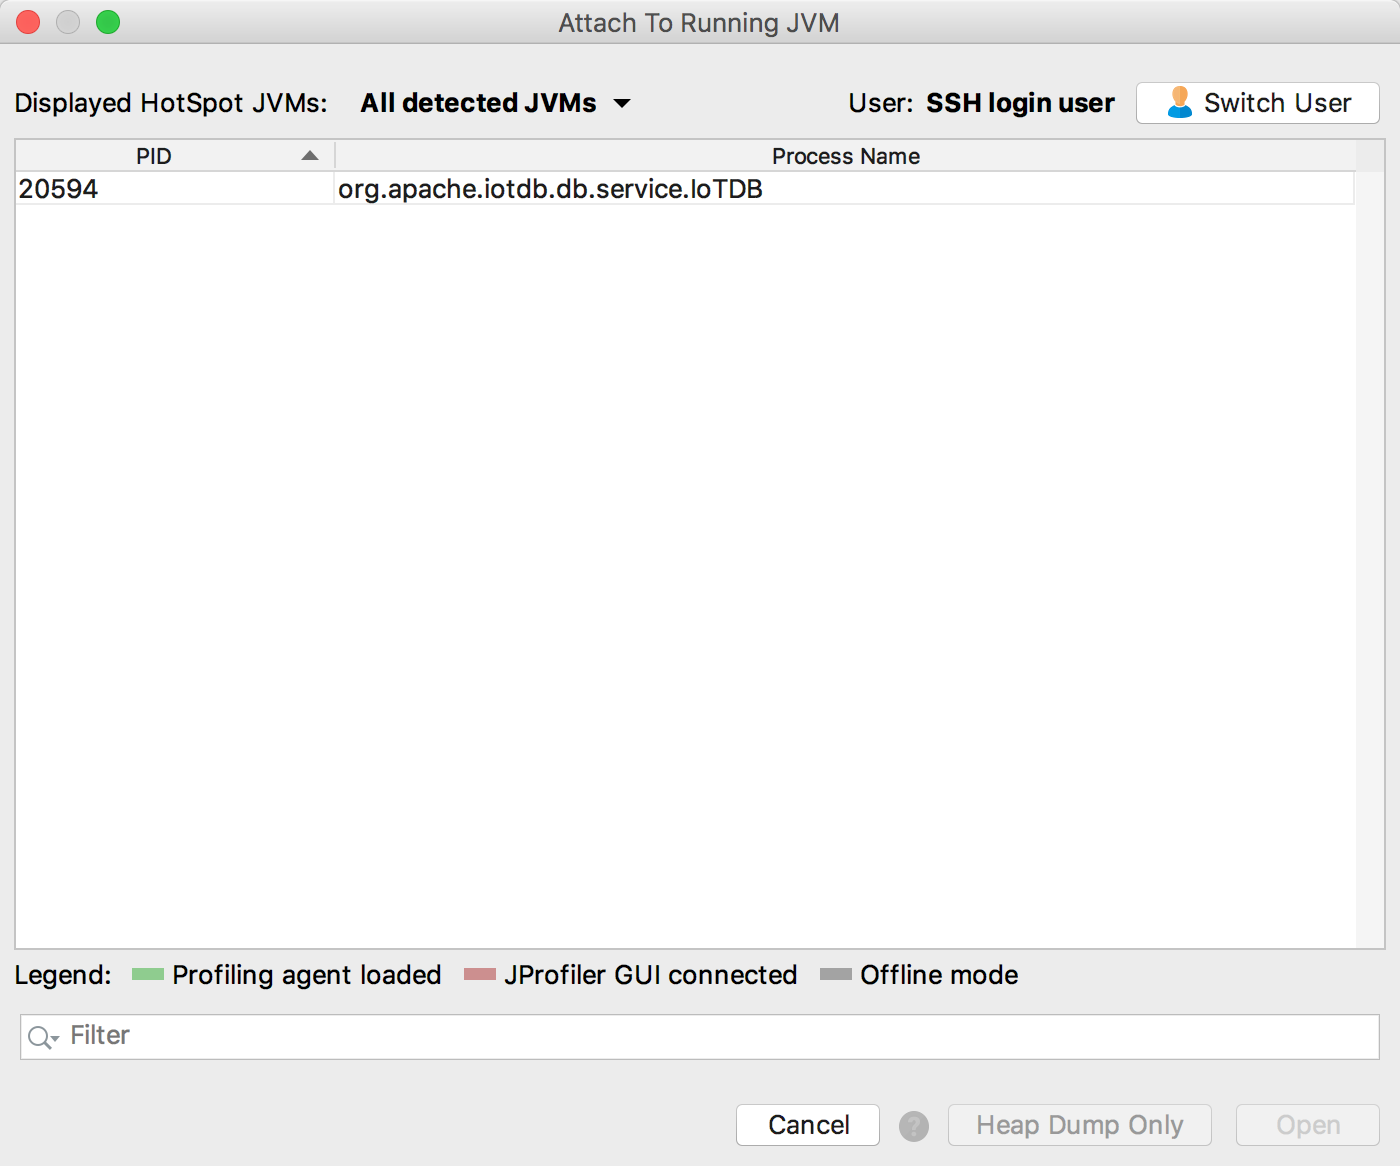 Attach To Running JVM
Displayed HotSpot JVMs: All detected JVMs User: SSH login user Switch User
PID Process Name
20594 org.apache.iotdb.db.service.IoTDB
Legend: Profiling agent loaded JProfiler GUI connected Offline mode
Filter
Cancel ? Heap Dump Only Open